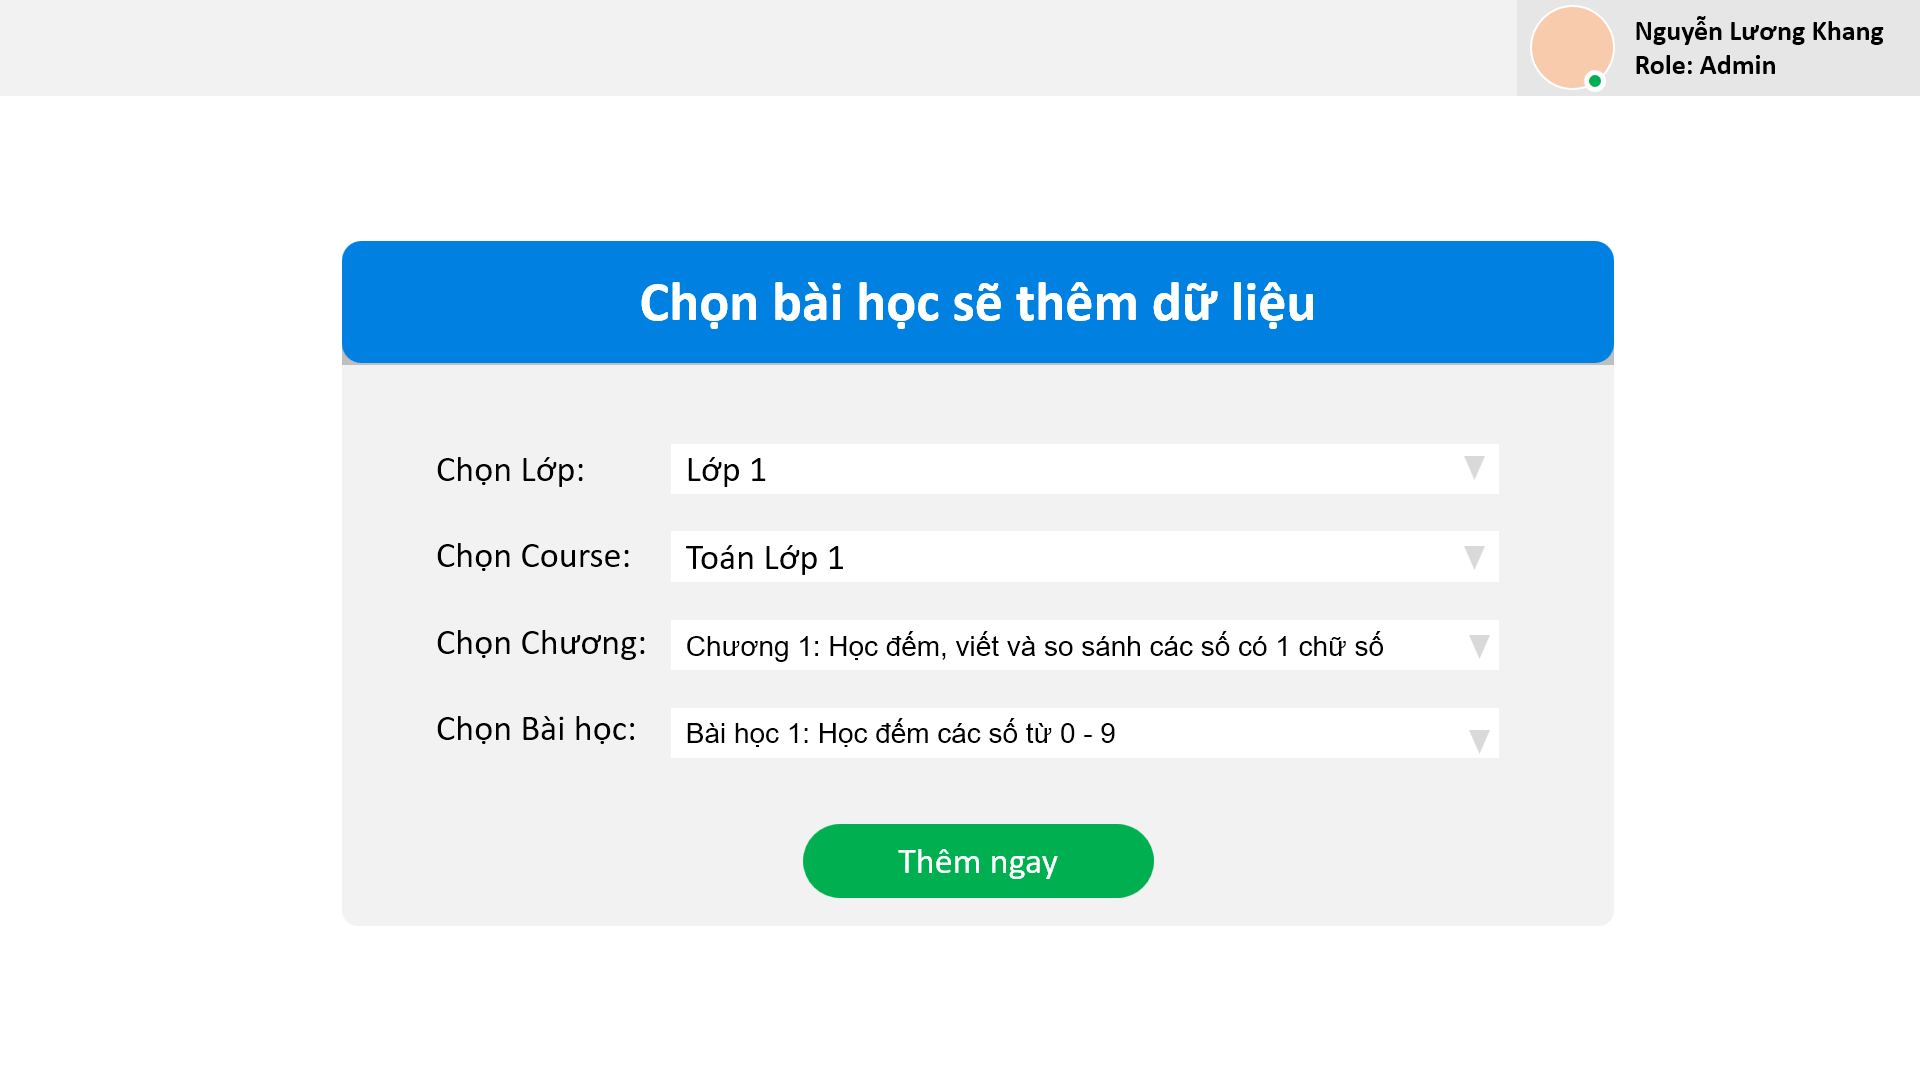 Nguyễn Lương Khang
Role: Admin
Chọn bài học sẽ thêm dữ liệu
Chọn Lớp: Lớp 1
Chọn Course: Toán Lớp 1
Chọn Chương: Chương 1: Học đếm, viết và so sánh các số có 1 chữ số
Chọn Bài học: Bài học 1: Học đếm các số từ 0 - 9
Thêm ngay